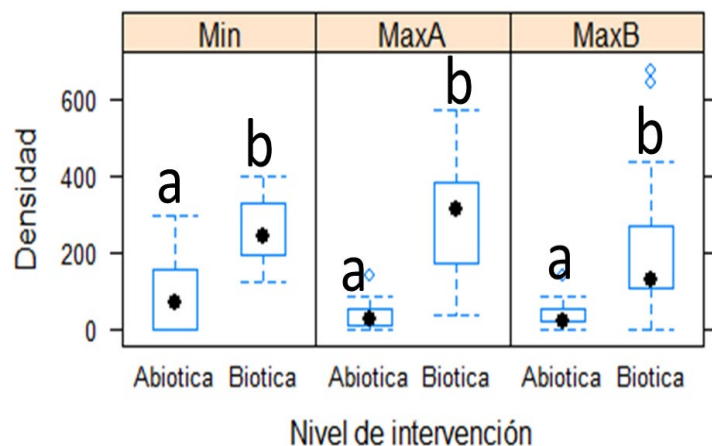 Min MaxA MaxB
Densidad
600
400
200
0
a b a b a b
Abiotica Biotica Abiotica Biotica Abiotica Biotica
Nivel de intervención